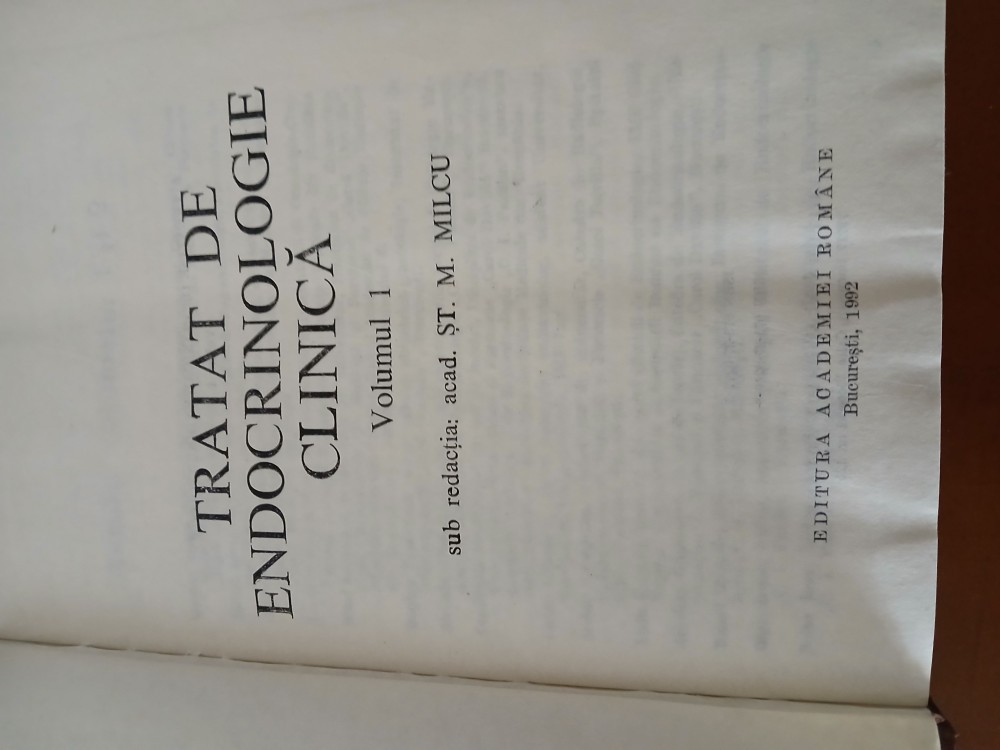 TRATAT DE
ENDOCRINOLOGIE
CLINICĂ
Volumul 1
sub redacția: acad. ȘT. M. MILCU
EDITURA ACADEMIEI ROMÂNE
București, 1992